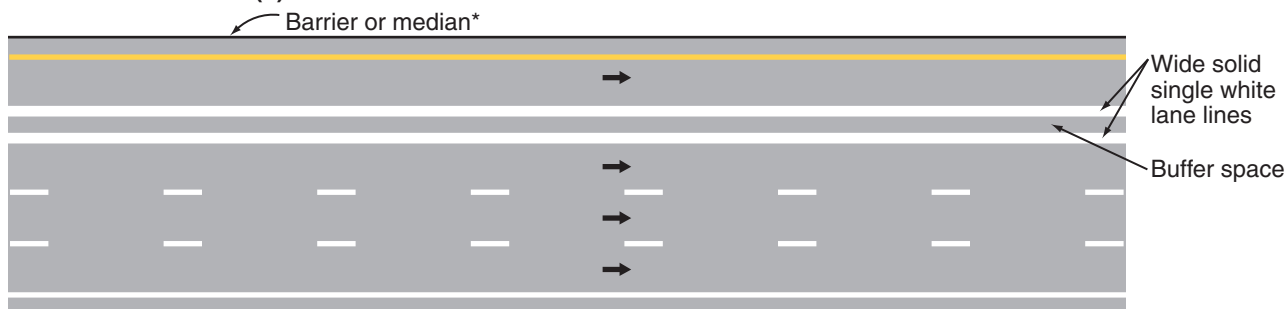 Barrier or median*
Wide solid
single white
lane lines
Buffer space